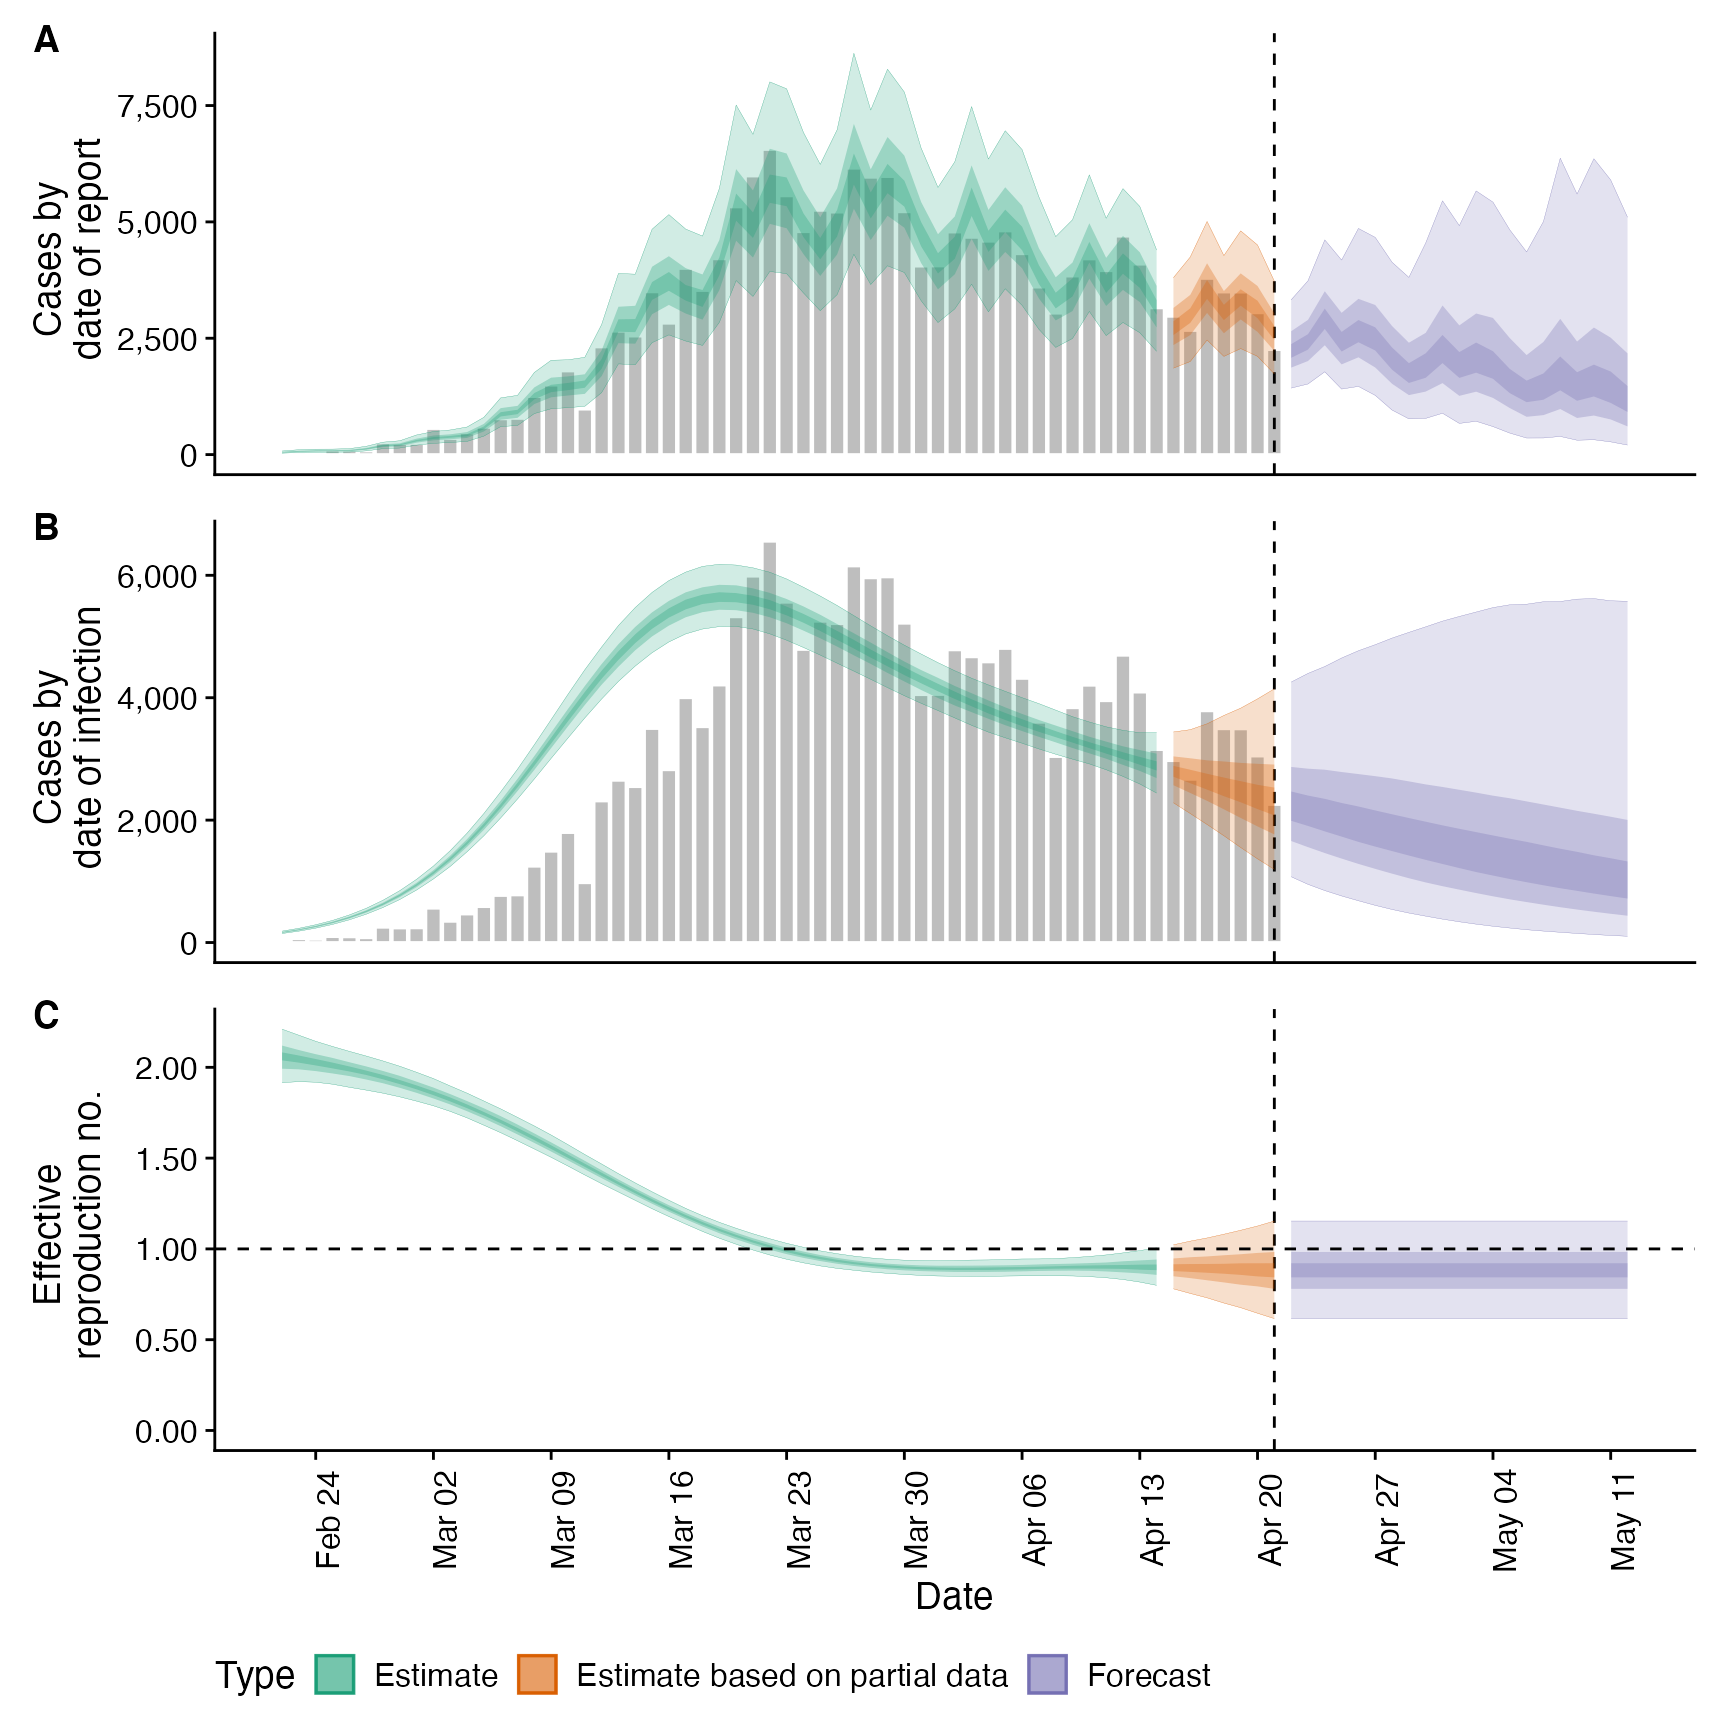 A
Cases by
date of report
7,500
5,000
2,500
0
B
Cases by
date of infection
6,000
4,000
2,000
0
C
Effective
reproduction no.
2.00
1.50
1.00
0.50
0.00
Feb 24
Mar 02
Mar 09
Mar 16
Mar 23
Mar 30
Apr 06
Apr 13
Apr 20
Apr 27
May 04
May 11
Date
Type Estimate Estimate based on partial data Forecast